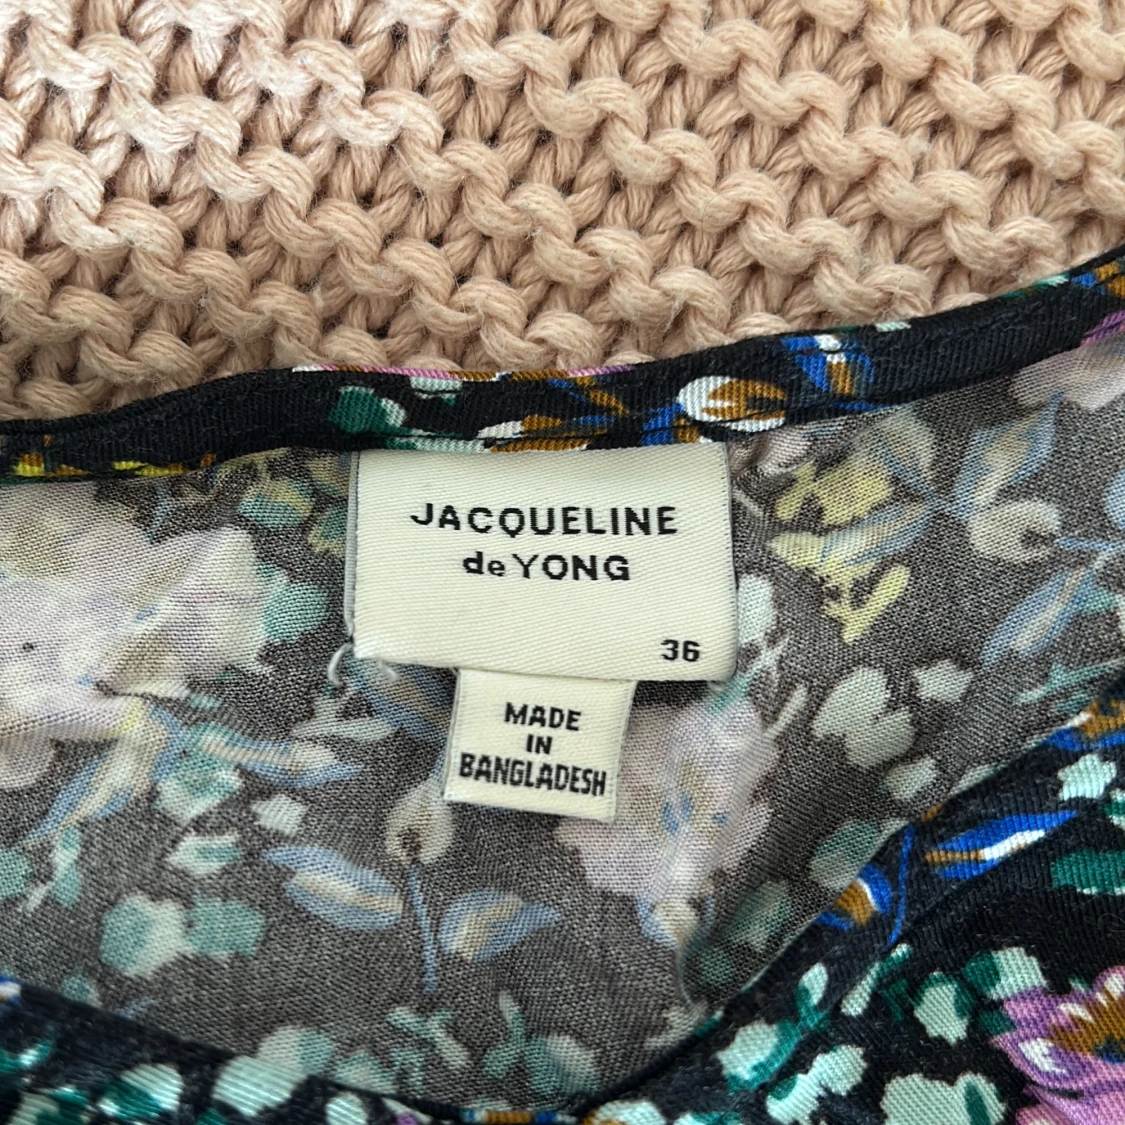 JACQUELINE
de YONG
36
MADE
IN
BANGLADESH